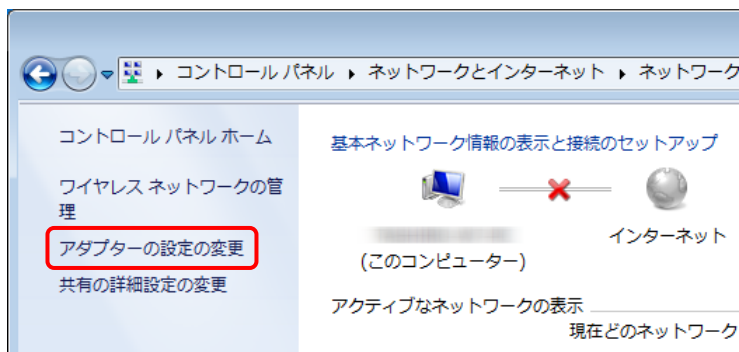 コントロール パネル ▸ ネットワークとインターネット ▸ ネットワーク
コントロール パネル ホーム
ワイヤレス ネットワークの管
理
アダプターの設定の変更
共有の詳細設定の変更
基本ネットワーク情報の表示と接続のセットアップ
インターネット
(このコンピューター)
アクティブなネットワークの表示
現在どのネットワーク